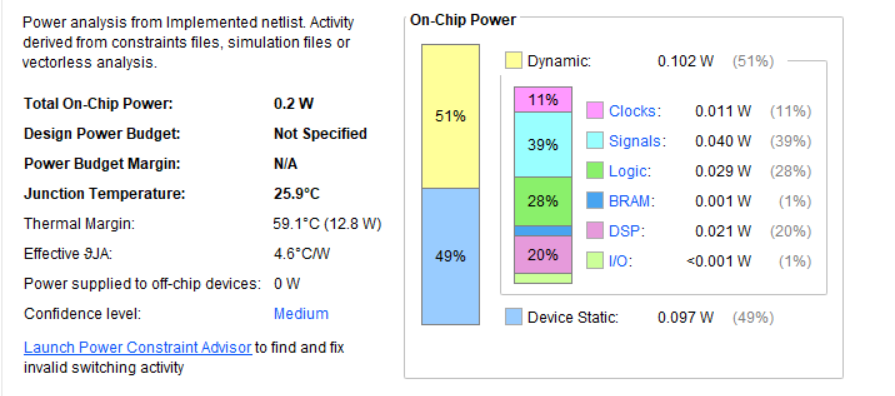 Power analysis from Implemented netlist. Activity
derived from constraints files, simulation files or
vectorless analysis.
Total On-Chip Power: 0.2 W
Design Power Budget: Not Specified
Power Budget Margin: N/A
Junction Temperature: 25.9°C
Thermal Margin: 59.1°C (12.8 W)
Effective ϑJA: 4.6°C/W
Power supplied to off-chip devices: 0 W
Confidence level: Medium
Launch Power Constraint Advisor to find and fix
invalid switching activity
On-Chip Power
51%
49%
Dynamic: 0.102 W (51%)
11%
39%
28%
20%
Clocks: 0.011 W (11%)
Signals: 0.040 W (39%)
Logic: 0.029 W (28%)
BRAM: 0.001 W (1%)
DSP: 0.021 W (20%)
I/O: <0.001 W (1%)
Device Static: 0.097 W (49%)